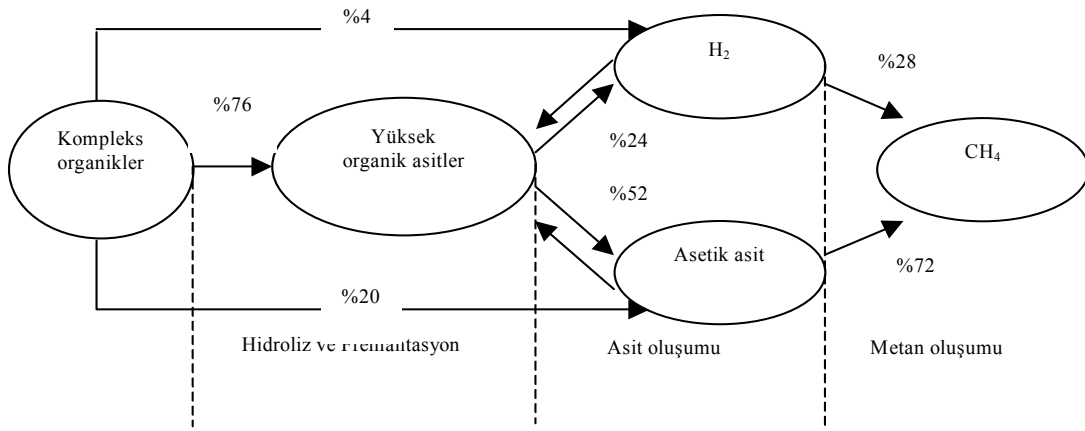 %4
H₂
%28
%76
Kompleks
organikler
Yüksek
organik asitler
%24
CH₄
%52
Asetik asit
%72
%20
Hidroliz ve
Asit oluşumu
Metan oluşumu